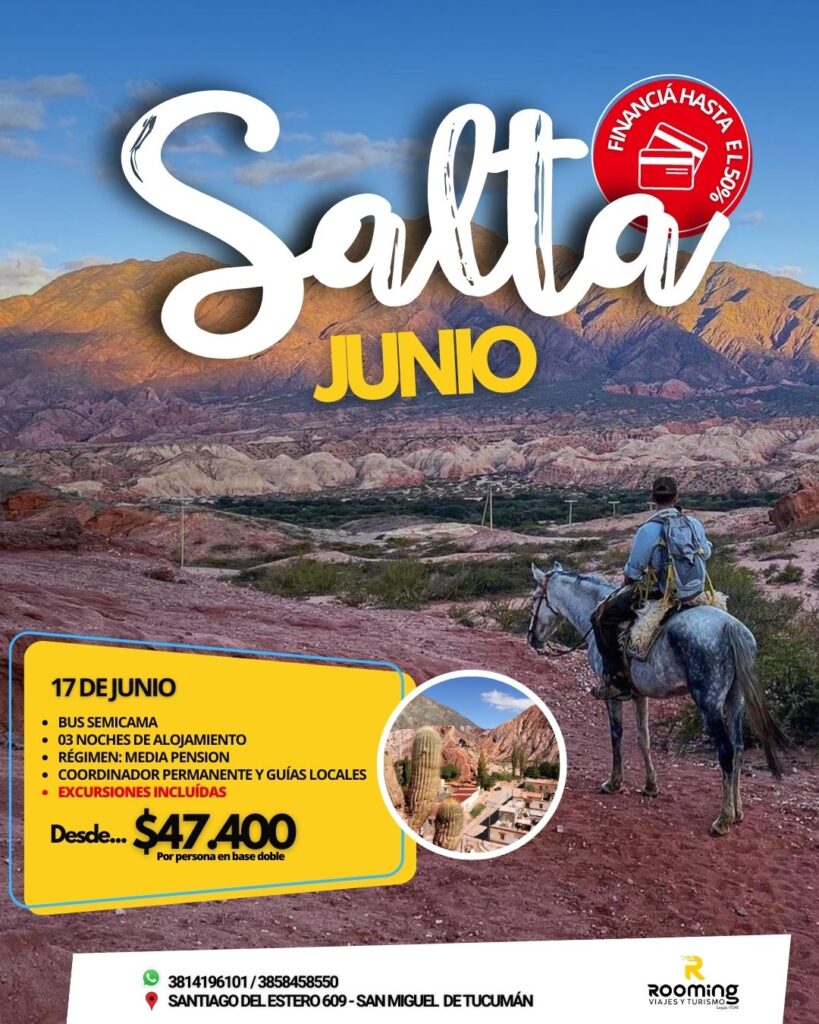 Salta
FINANCIÁ HASTA EL 50%
JUNIO
17 DE JUNIO
• BUS SEMICAMA
• 03 NOCHES DE ALOJAMIENTO
• RÉGIMEN: MEDIA PENSION
• COORDINADOR PERMANENTE Y GUÍAS LOCALES
• EXCURSIONES INCLUÍDAS
Desde... $47.400
Por persona en base doble
3814196101 / 3858458550
SANTIAGO DEL ESTERO 609 - SAN MIGUEL DE TUCUMÁN
R
ROOMING
VIAJES Y TURISMO